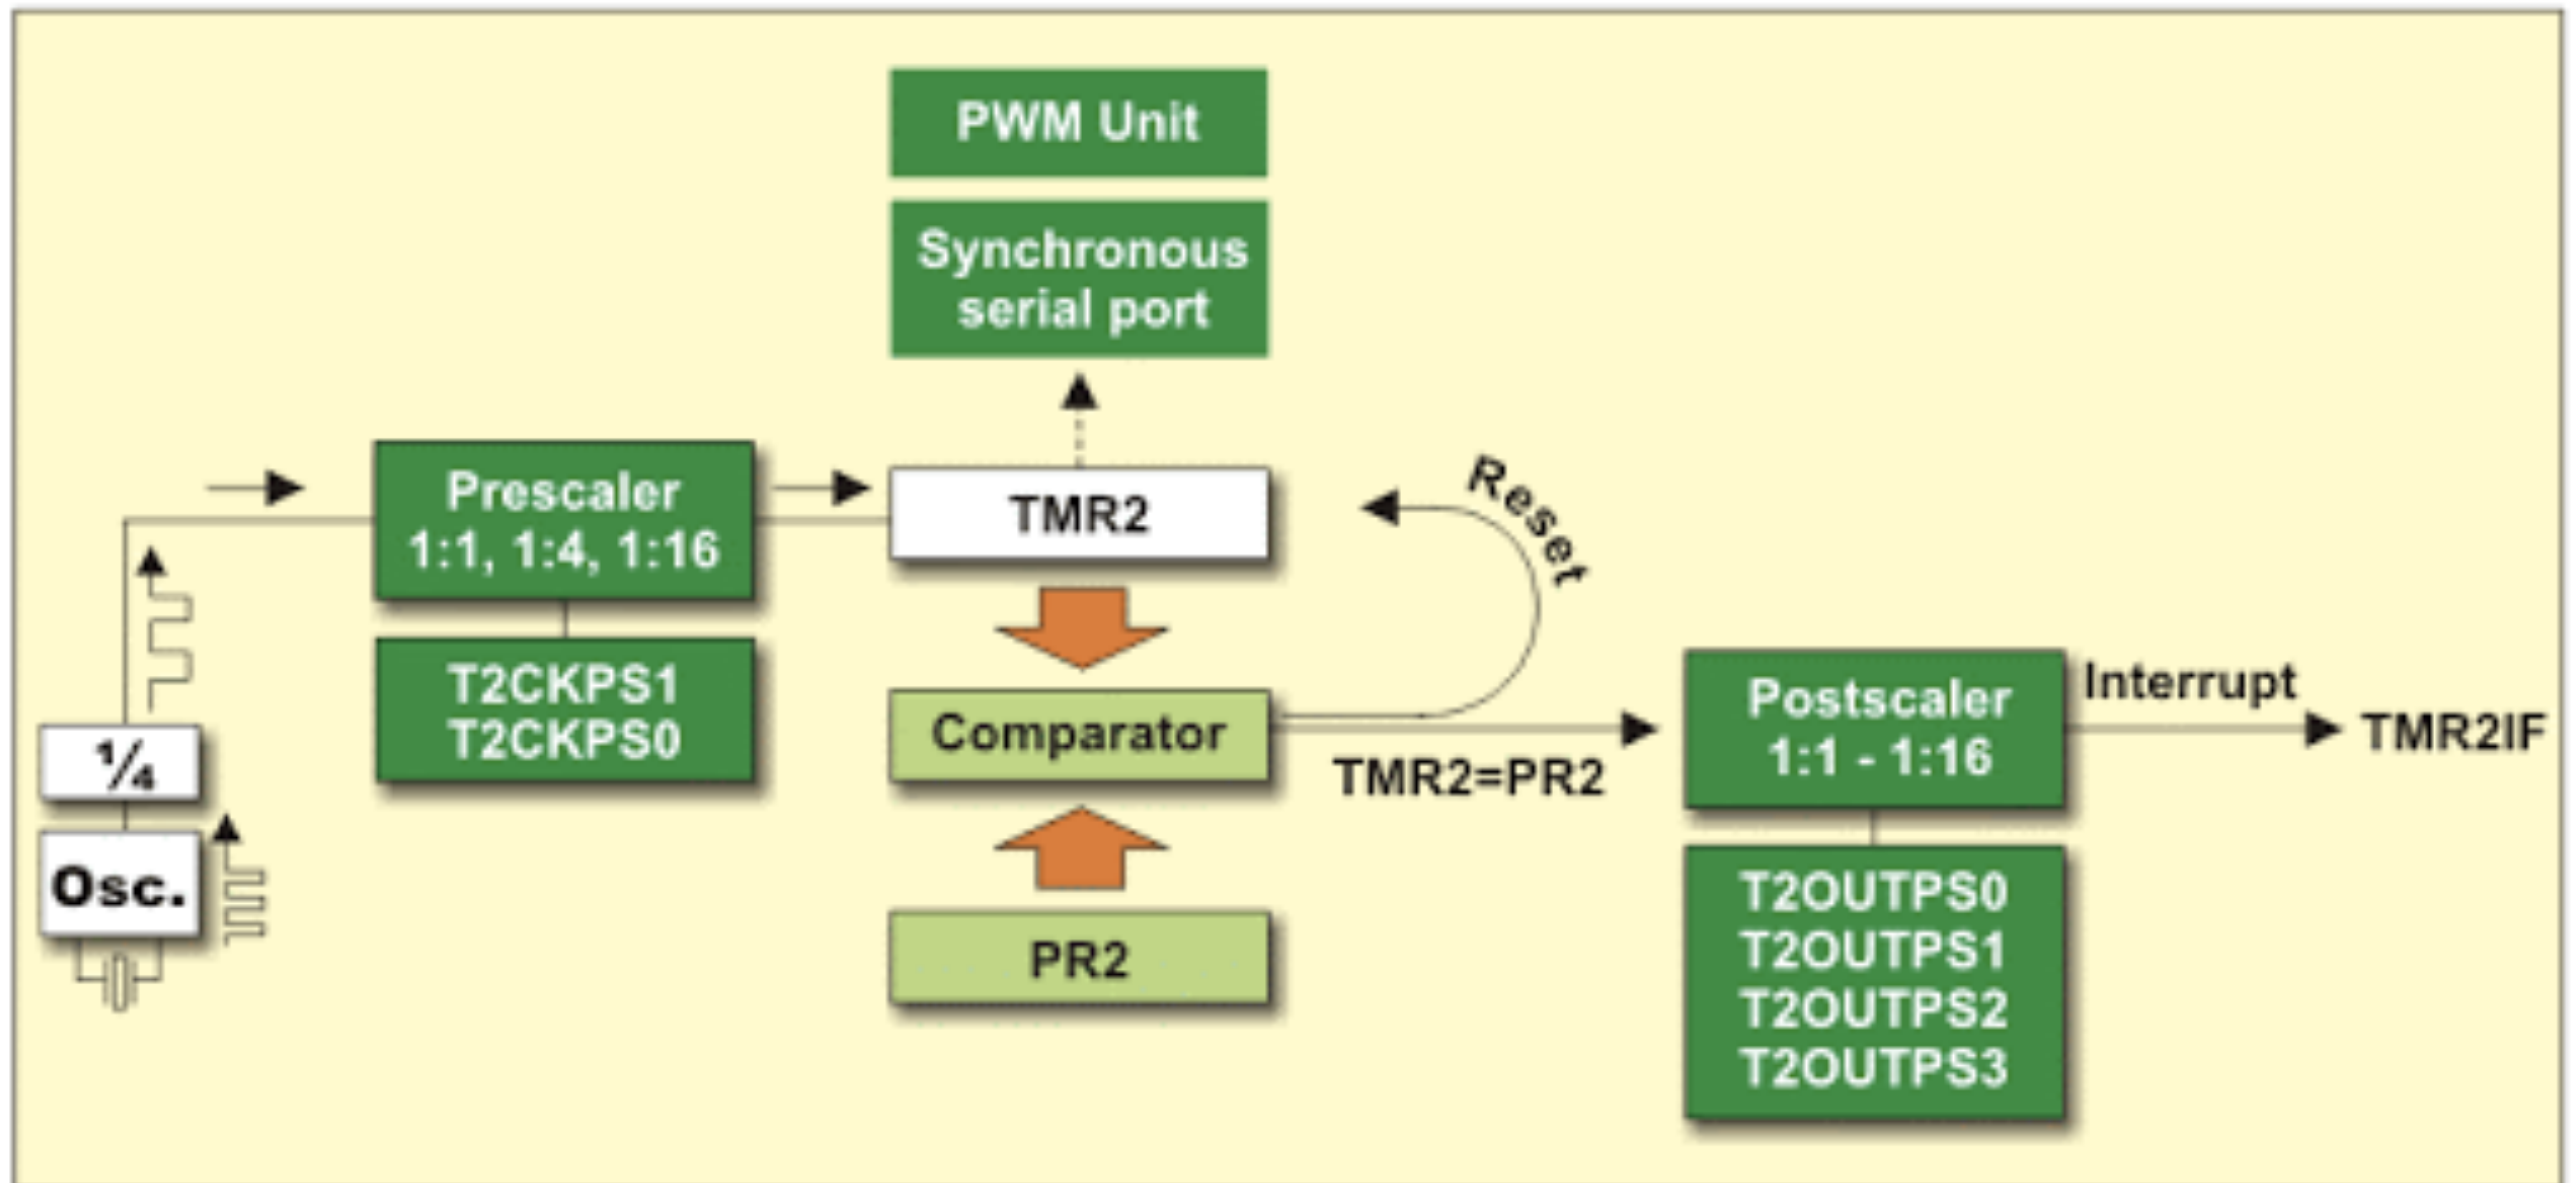 PWM Unit
Synchronous
serial port
Prescaler
1:1, 1:4, 1:16
TMR2
Reset
T2CKPS1
T2CKPS0
¼
Osc.
Comparator
TMR2=PR2
PR2
Postscaler
1:1 - 1:16
Interrupt
TMR2IF
T2OUTPS0
T2OUTPS1
T2OUTPS2
T2OUTPS3